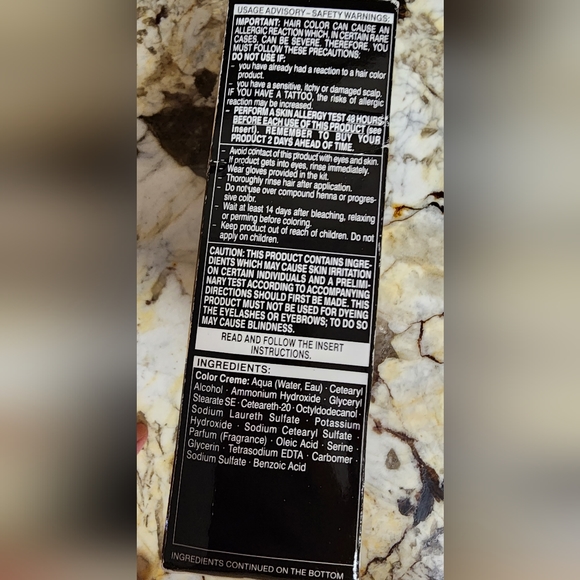 USAGE ADVISORY – SAFETY WARNINGS:
IMPORTANT: HAIR COLOR CAN CAUSE AN
ALLERGIC REACTION WHICH, IN CERTAIN RARE
CASES, CAN BE SEVERE. THEREFORE, YOU
MUST FOLLOW THESE PRECAUTIONS:
DO NOT USE IF:
– you have already had a reaction to a hair color
product.
– you have a sensitive, itchy or damaged scalp.
IF YOU HAVE A TATTOO, the risks of allergic
reaction may be increased.
– PERFORM A SKIN ALLERGY TEST 48 HOURS
BEFORE EACH USE OF THIS PRODUCT (see
insert). REMEMBER TO BUY YOUR
PRODUCT 2 DAYS AHEAD OF TIME.
– Avoid contact of this product with eyes and skin.
– If product gets into eyes, rinse immediately.
– Wear gloves provided in the kit.
– Thoroughly rinse hair after application.
– Do not use over compound henna or progres-
sive color.
– Wait at least 14 days after bleaching, relaxing
or perming before coloring.
– Keep product out of reach of children. Do not
apply on children.
CAUTION: THIS PRODUCT CONTAINS INGRE-
DIENTS WHICH MAY CAUSE SKIN IRRITATION
ON CERTAIN INDIVIDUALS AND A PRELIMI-
NARY TEST ACCORDING TO ACCOMPANYING
DIRECTIONS SHOULD FIRST BE MADE. THIS
PRODUCT MUST NOT BE USED FOR DYEING
THE EYELASHES OR EYEBROWS; TO DO SO
MAY CAUSE BLINDNESS.
READ AND FOLLOW THE INSERT
INSTRUCTIONS.
INGREDIENTS:
Color Creme: Aqua (Water, Eau) · Cetearyl
Alcohol · Ammonium Hydroxide · Glyceryl
Stearate SE · Ceteareth-20 · Octyldodecanol ·
Sodium Laureth Sulfate · Potassium
Hydroxide · Sodium Cetearyl Sulfate ·
Parfum (Fragrance) · Oleic Acid · Serine ·
Glycerin · Tetrasodium EDTA · Carbomer ·
Sodium Sulfate · Benzoic Acid
INGREDIENTS CONTINUED ON THE BOTTOM